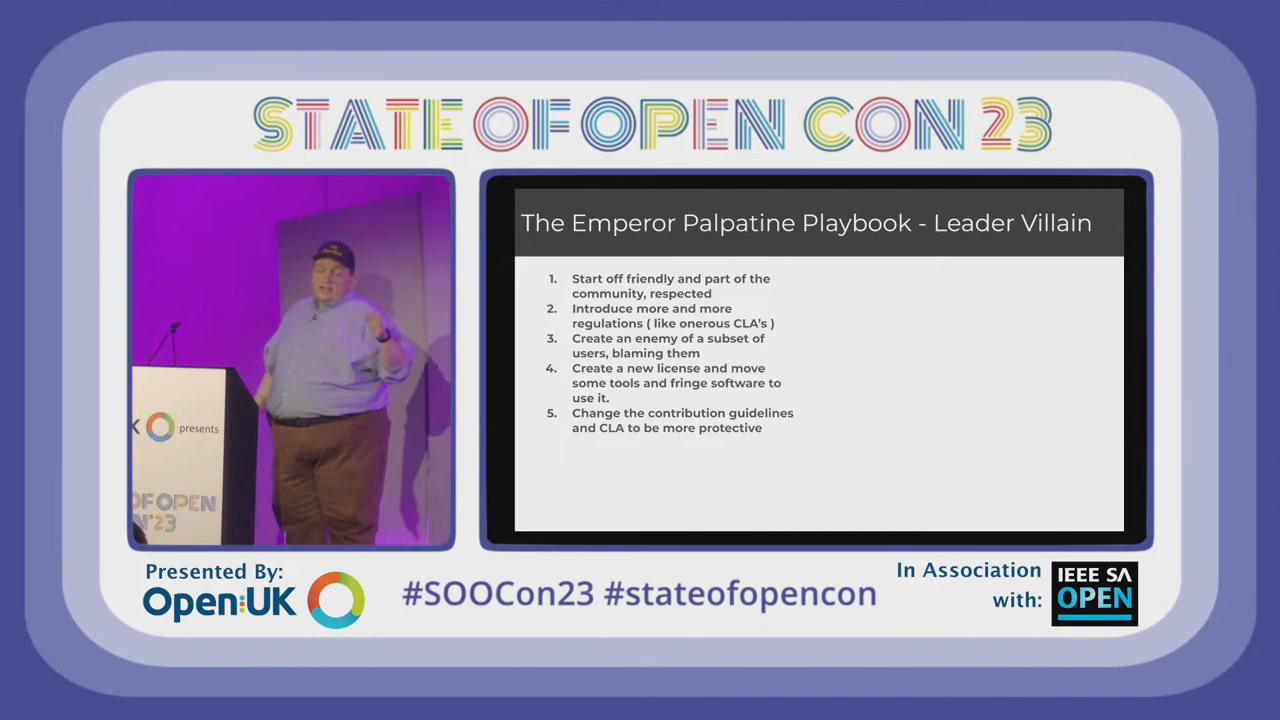 STATE OF OPEN CON 23
The Emperor Palpatine Playbook - Leader Villain
1. Start off friendly and part of the
community, respected
2. Introduce more and more
regulations ( like onerous CLA's )
3. Create an enemy of a subset of
users, blaming them
4. Create a new license and move
some tools and fringe software to
use it.
5. Change the contribution guidelines
and CLA to be more protective
K presents
OF OPEN
N'23
Presented By:
Open:UK
#SOOCon23 #stateofopencon
In Association
with:
IEEE SA
OPEN